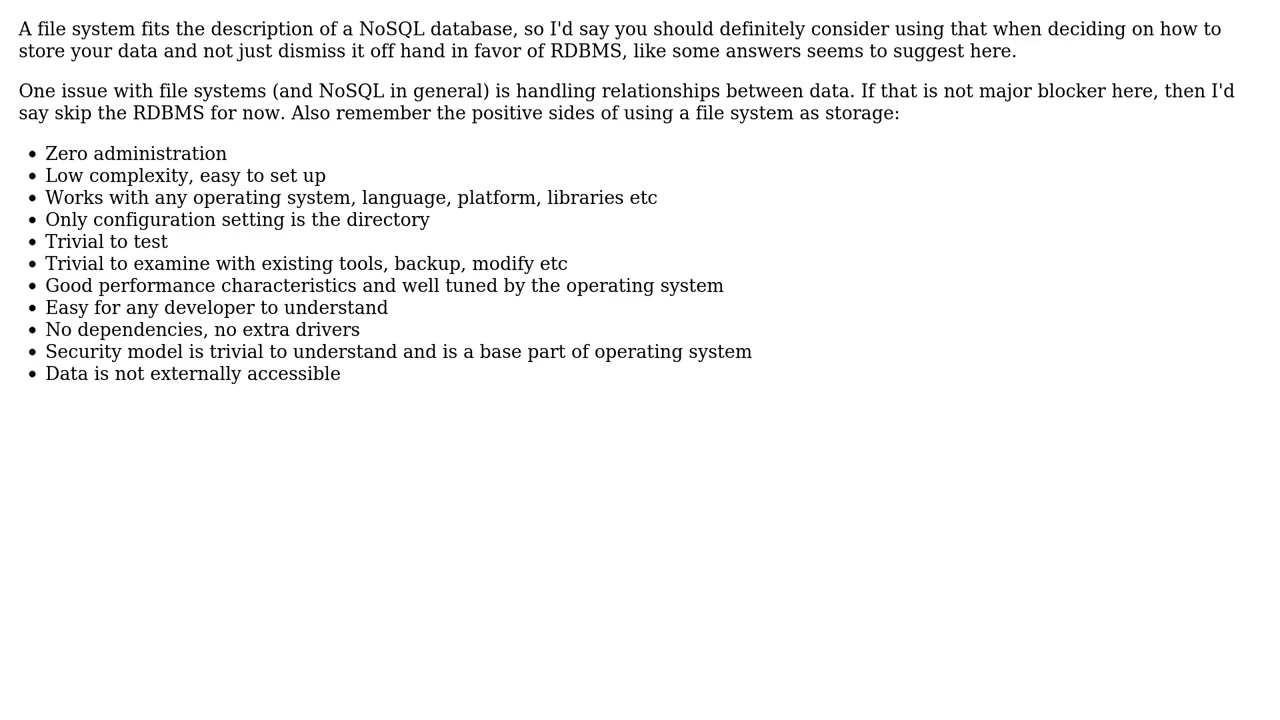 A file system fits the description of a NoSQL database, so I'd say you should definitely consider using that when deciding on how to
store your data and not just dismiss it off hand in favor of RDBMS, like some answers seems to suggest here.
One issue with file systems (and NoSQL in general) is handling relationships between data. If that is not major blocker here, then I'd
say skip the RDBMS for now. Also remember the positive sides of using a file system as storage:
• Zero administration
• Low complexity, easy to set up
• Works with any operating system, language, platform, libraries etc
• Only configuration setting is the directory
• Trivial to test
• Trivial to examine with existing tools, backup, modify etc
• Good performance characteristics and well tuned by the operating system
• Easy for any developer to understand
• No dependencies, no extra drivers
• Security model is trivial to understand and is a base part of operating system
• Data is not externally accessible